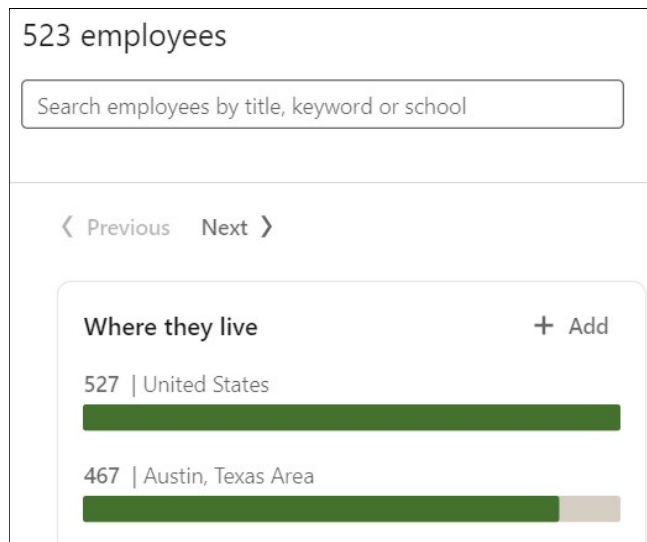 523 employees
Search employees by title, keyword or school
Previous Next
Where they live + Add
527 | United States
467 | Austin, Texas Area